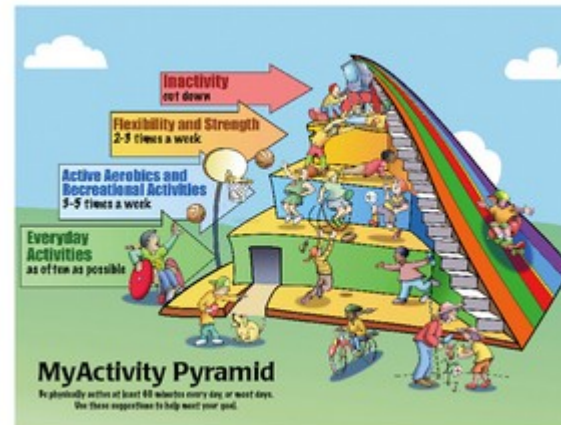 Inactivity
cut down
Flexibility and Strength
2-3 times a week
Active Aerobics and
Recreational Activities
3-5 times a week
Everyday
Activities
as often as possible
MyActivity Pyramid
Be physically active at least 60 minutes every day, or most days.
Use these suggestions to help meet your goal.